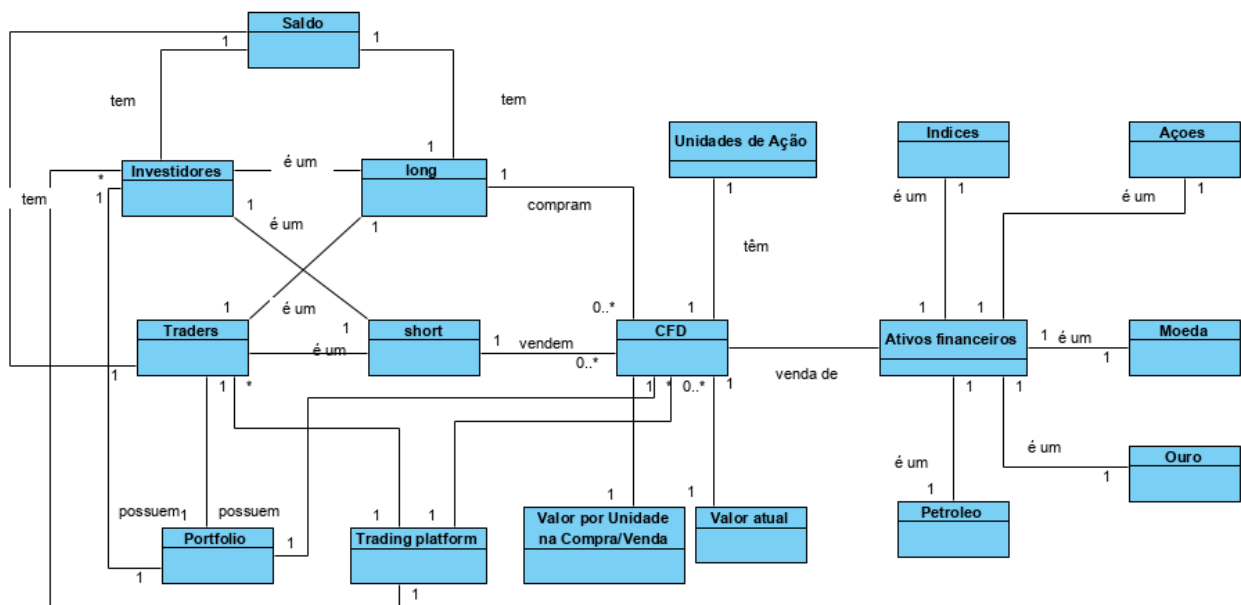 Saldo
1
1
tem
tem
Unidades de Ação
Indices
Açoes
1
Investidores
é um
long
*
1
1
1
1
1
tem
1
compram
é um
é um
é um
1
têm
1
é um
0..*
1
1
1
Traders
1
short
1
vendem
CFD
Ativos financeiros
1
é um
Moeda
é um
0..*
venda de
1
1
1
*
1
*
0..*
1
1
1
é um
Ouro
é um
1
1
1
1
possuem
1
possuem
1
1
1
Portfolio
1
Trading platform
Valor por Unidade
na Compra/Venda
Valor atual
Petroleo
1
1